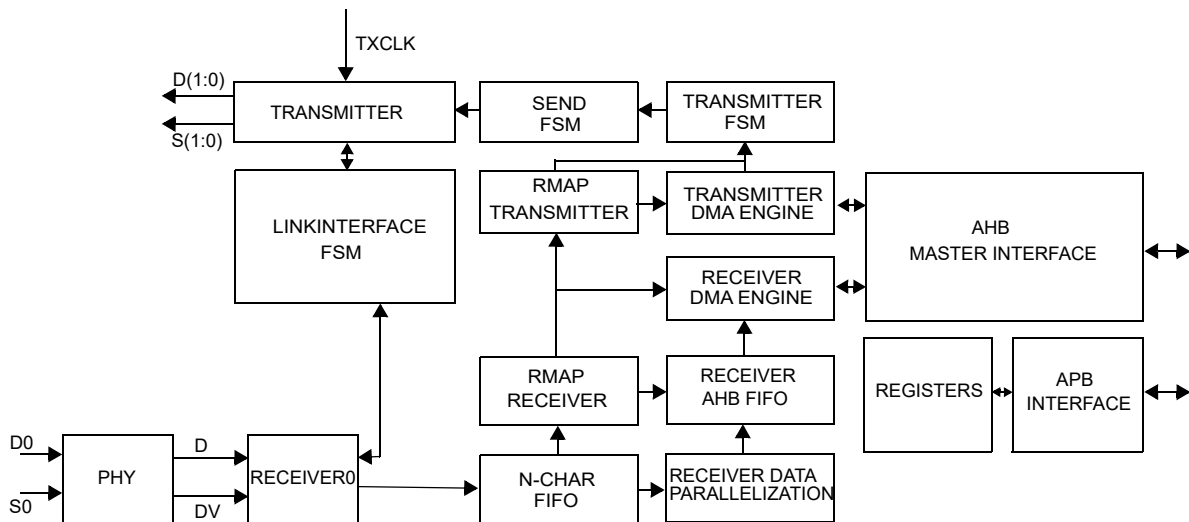 TXCLK
D(1:0)
S(1:0)
TRANSMITTER
SEND
FSM
TRANSMITTER
FSM
LINKINTERFACE
FSM
RMAP
TRANSMITTER
TRANSMITTER
DMA ENGINE
AHB
MASTER INTERFACE
RECEIVER
DMA ENGINE
RMAP
RECEIVER
RECEIVER
AHB FIFO
REGISTERS
APB
INTERFACE
D0
S0
PHY
D
DV
RECEIVER0
N-CHAR
FIFO
RECEIVER DATA
PARALLELIZATION